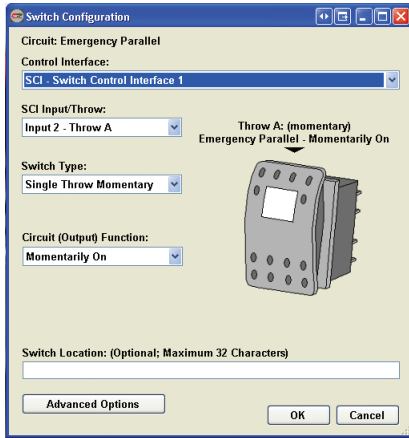 Switch Configuration
Circuit: Emergency Parallel
Control Interface:
SCI - Switch Control Interface 1
SCI Input/Throw:
Input 2 - Throw A
Throw A: (momentary)
Emergency Parallel - Momentarily On
Switch Type:
Single Throw Momentary
Circuit (Output) Function:
Momentarily On
Switch Location: (Optional; Maximum 32 Characters)
Advanced Options
OK
Cancel